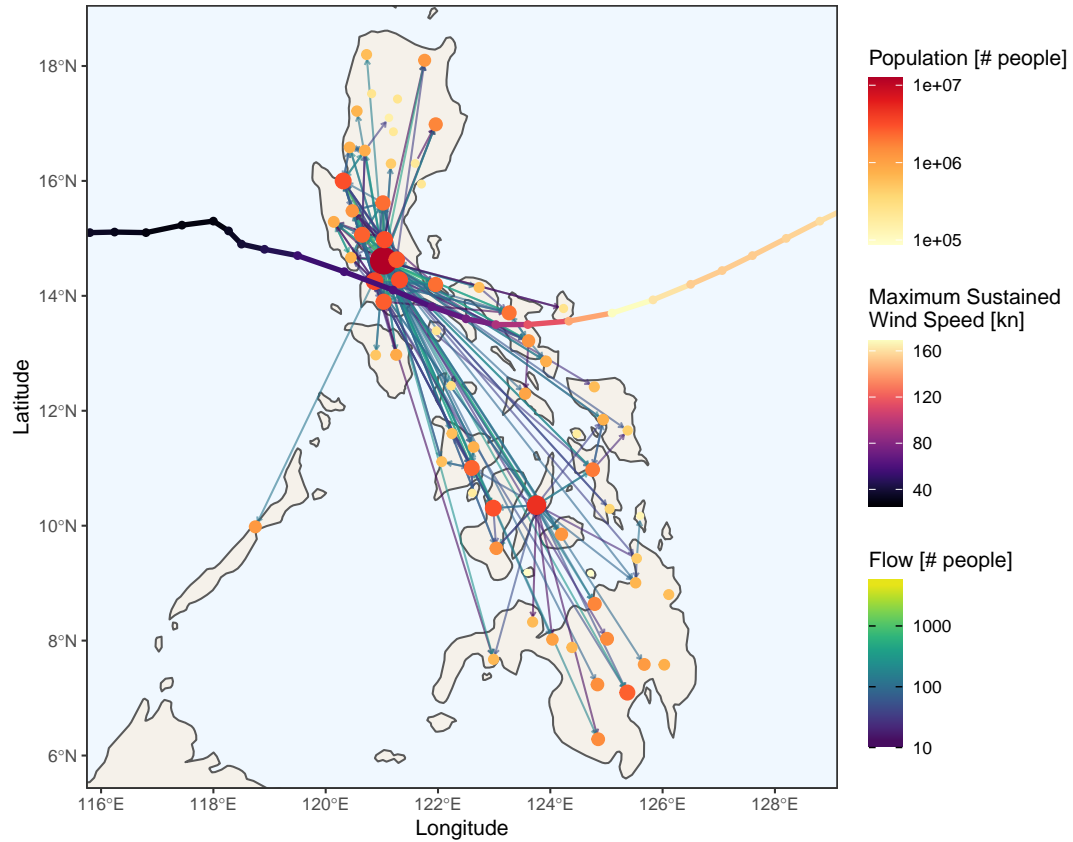 Population [# people]
1e+07
1e+06
1e+05
Maximum Sustained
Wind Speed [kn]
160
120
80
40
Flow [# people]
1000
100
10
18°N
16°N
14°N
12°N
10°N
8°N
6°N
Latitude
116°E
118°E
120°E
122°E
124°E
126°E
128°E
Longitude